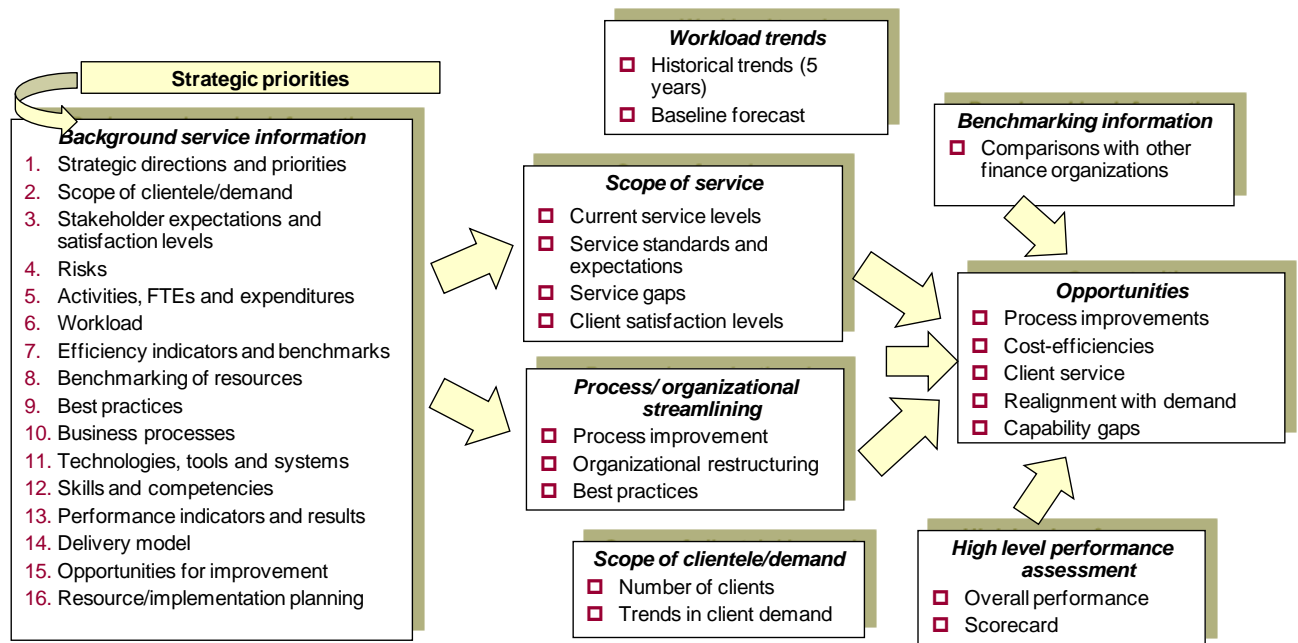 Strategic priorities
Background service information
1. Strategic directions and priorities
2. Scope of clientele/demand
3. Stakeholder expectations and
satisfaction levels
4. Risks
5. Activities, FTEs and expenditures
6. Workload
7. Efficiency indicators and benchmarks
8. Benchmarking of resources
9. Best practices
10. Business processes
11. Technologies, tools and systems
12. Skills and competencies
13. Performance indicators and results
14. Delivery model
15. Opportunities for improvement
16. Resource/implementation planning
Workload trends
Historical trends (5
years)
Baseline forecast
Scope of service
Current service levels
Service standards and
expectations
Service gaps
Client satisfaction levels
Process/ organizational
streamlining
Process improvement
Organizational restructuring
Best practices
Scope of clientele/demand
Number of clients
Trends in client demand
Benchmarking information
Comparisons with other
finance organizations
Opportunities
Process improvements
Cost-efficiencies
Client service
Realignment with demand
Capability gaps
High level performance
assessment
Overall performance
Scorecard